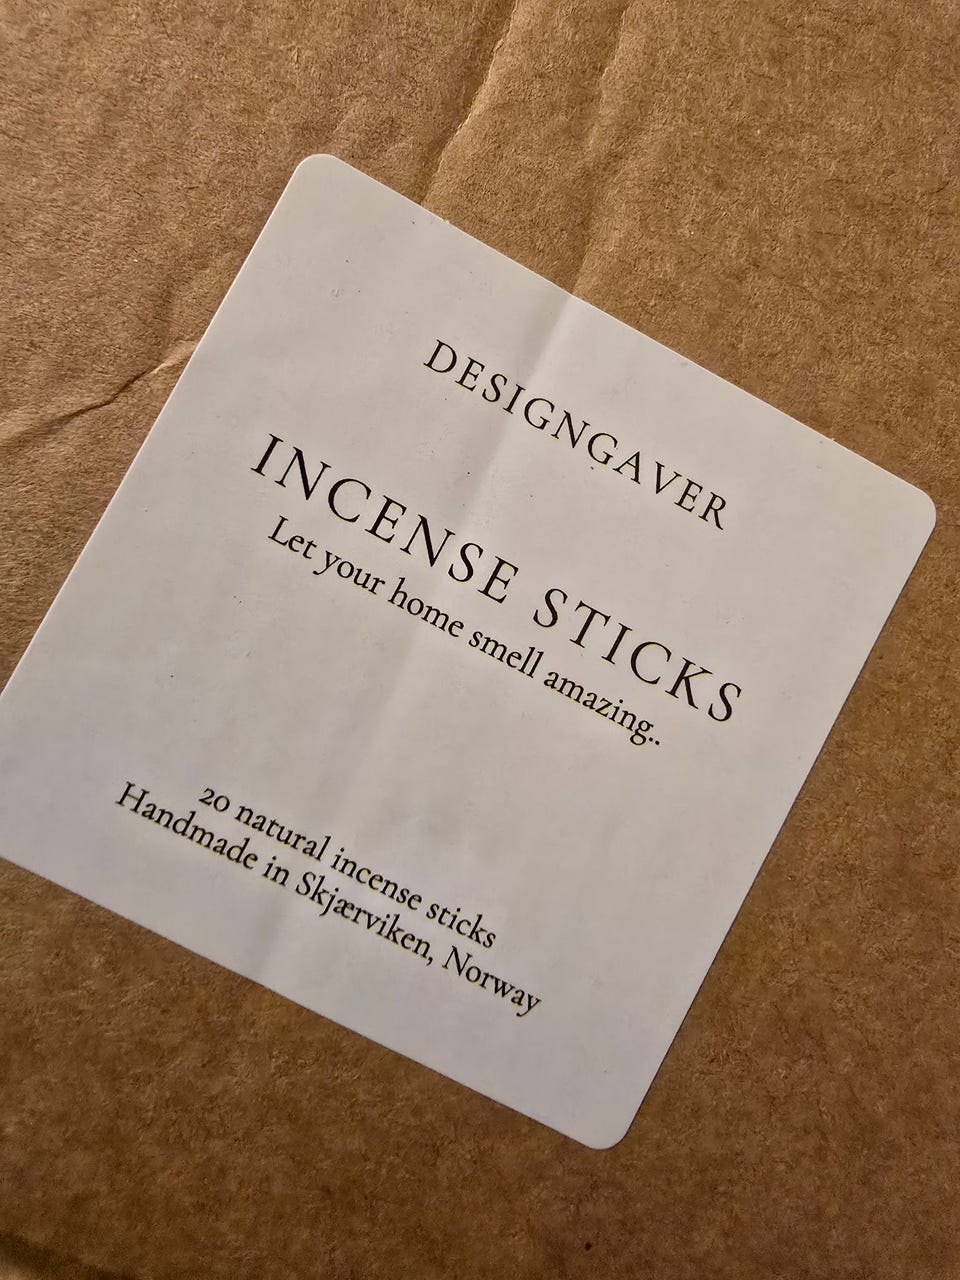 DESIGNGAVER
INCENSE STICKS
Let your home smell amazing..
20 natural incense sticks
Handmade in Skjærviken, Norway